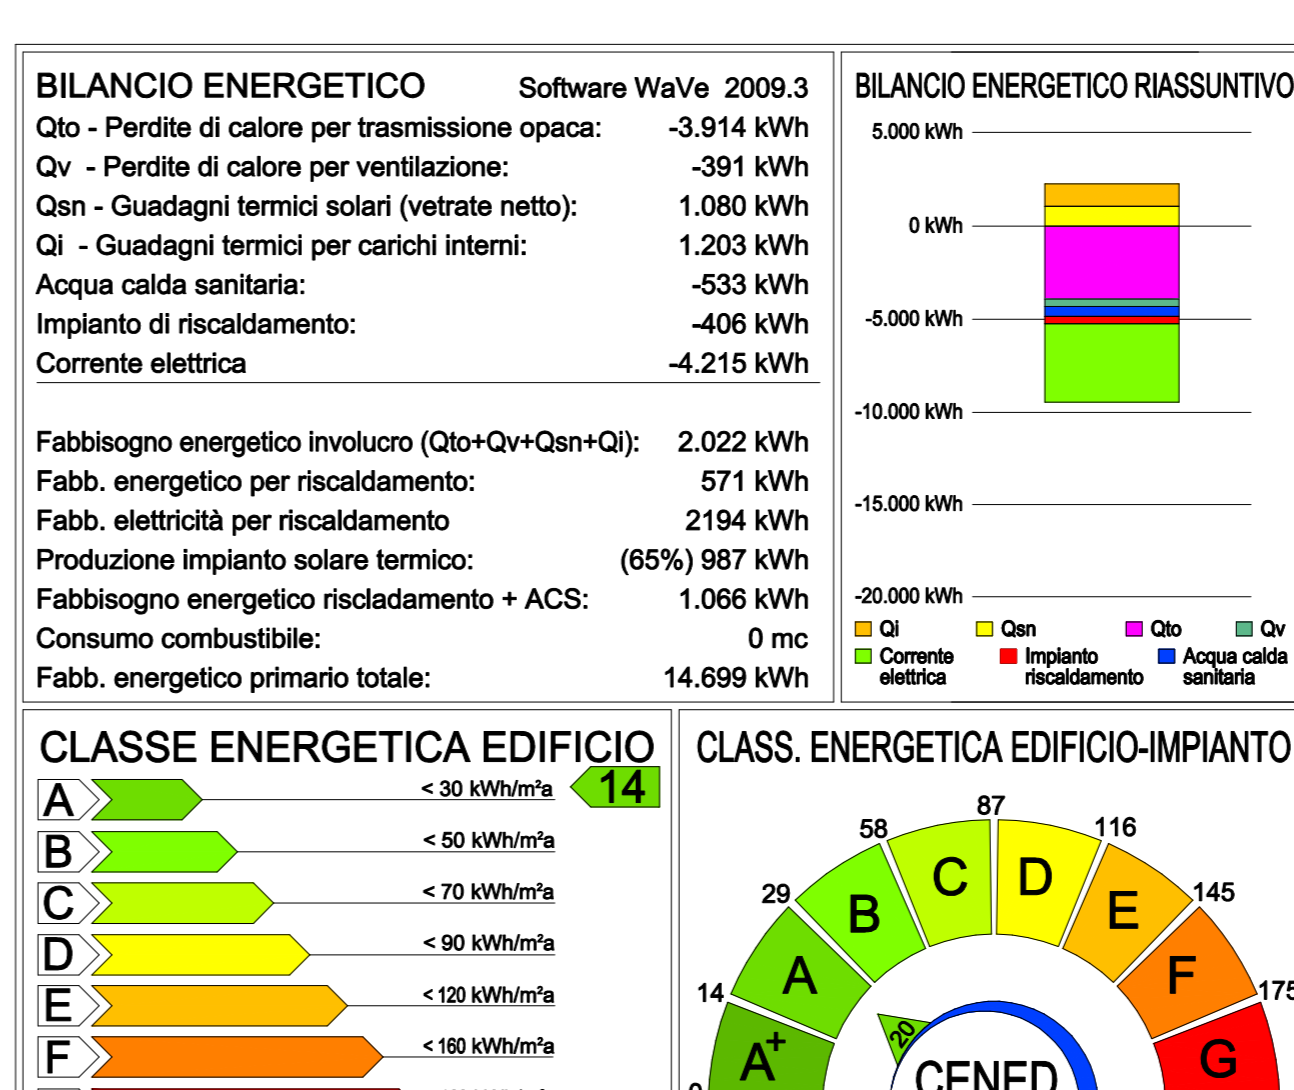 BILANCIO ENERGETICO Software WaVe 2009.3
Qto - Perdite di calore per trasmissione opaca: -3.914 kWh
Qv - Perdite di calore per ventilazione: -391 kWh
Qsn - Guadagni termici solari (vetrate netto): 1.080 kWh
Qi - Guadagni termici per carichi interni: 1.203 kWh
Acqua calda sanitaria: -533 kWh
Impianto di riscaldamento: -406 kWh
Corrente elettrica -4.215 kWh
Fabbisogno energetico involucro (Qto+Qv+Qsn+Qi): 2.022 kWh
Fabb. energetico per riscaldamento: 571 kWh
Fabb. elettricità per riscaldamento 2194 kWh
Produzione impianto solare termico: (65%) 987 kWh
Fabbisogno energetico riscladamento + ACS: 1.066 kWh
Consumo combustibile: 0 mc
Fabb. energetico primario totale: 14.699 kWh
BILANCIO ENERGETICO RIASSUNTIVO
5.000 kWh
0 kWh
-5.000 kWh
-10.000 kWh
-15.000 kWh
-20.000 kWh
Qi Qsn Qto Qv
Corrente elettrica
Impianto riscaldamento
Acqua calda sanitaria
CLASSE ENERGETICA EDIFICIO
A < 30 kWh/m²a 14
B < 50 kWh/m²a
C < 70 kWh/m²a
D < 90 kWh/m²a
E < 120 kWh/m²a
F < 160 kWh/m²a
CLASS. ENERGETICA EDIFICIO-IMPIANTO
14
29
58
87
116
145
175
A+
A
B
C
D
E
F
G
20
CENED